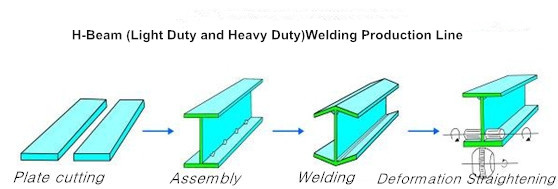 H-Beam (Light Duty and Heavy Duty)Welding Production Line
Plate cutting
Assembly
Welding
Deformation Straightening